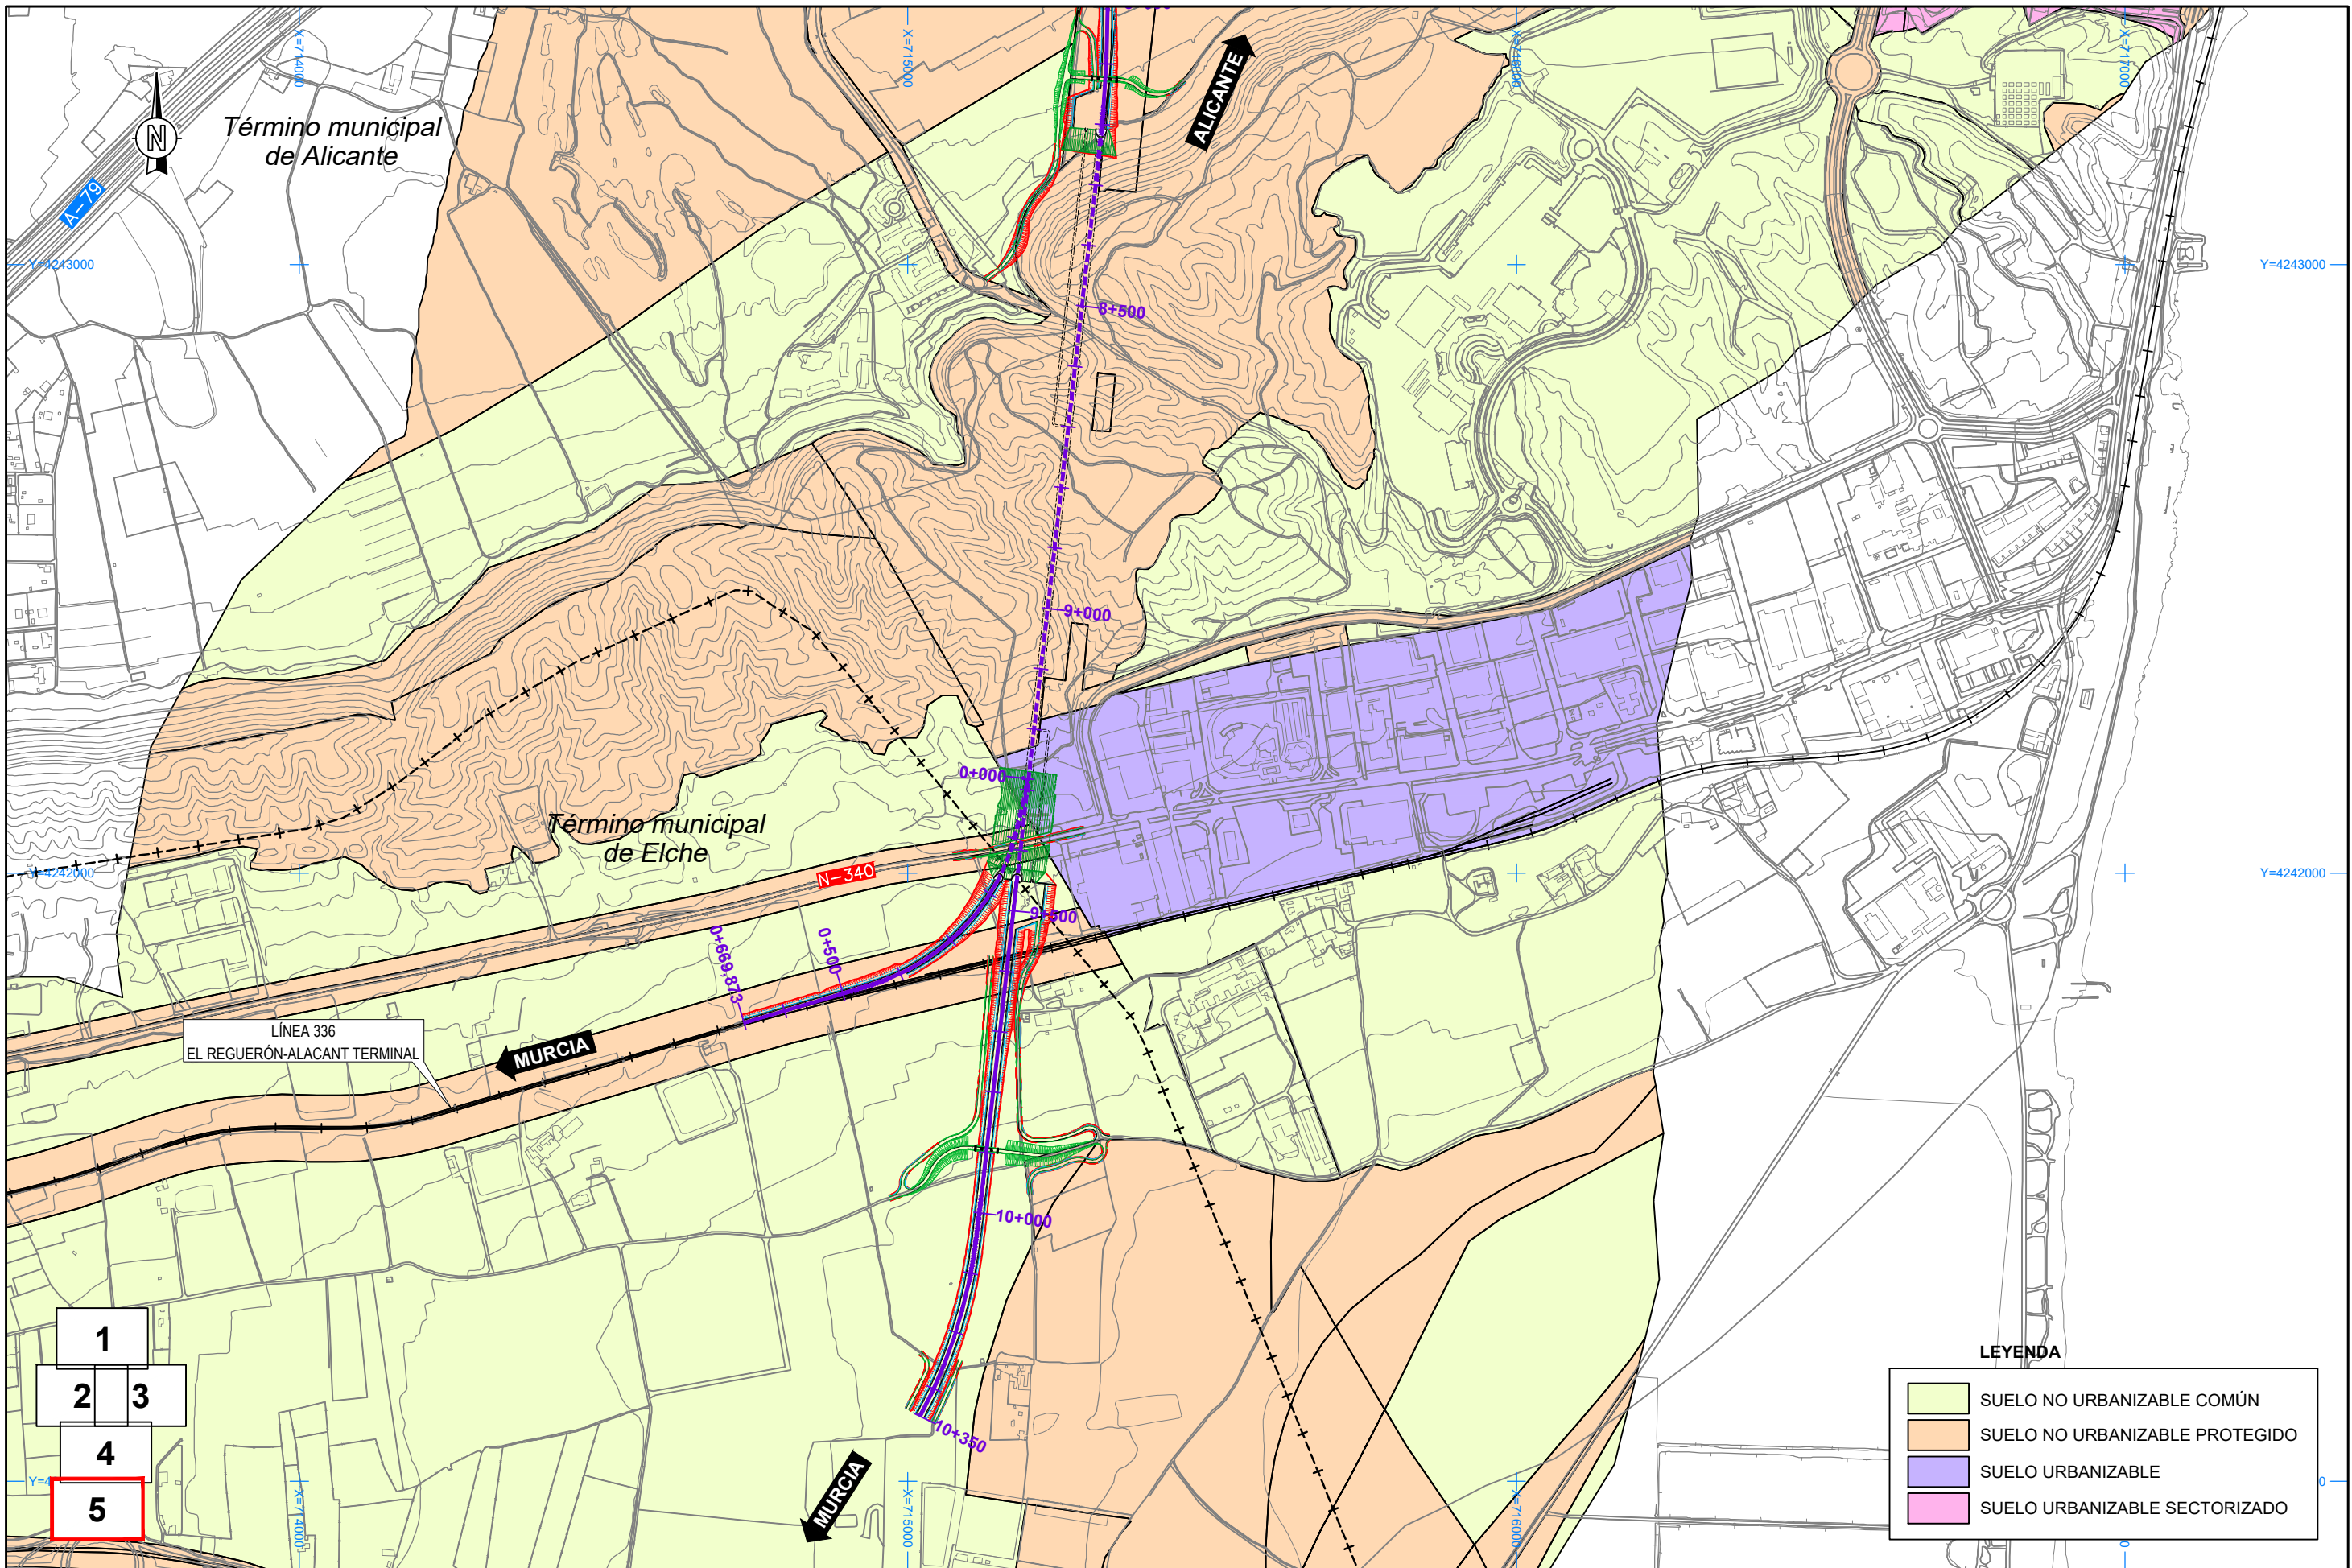 X=714000
X=715000
X=716000
X=717000
Término municipal
de Alicante
N
A-79
ALICANTE
Y=4243000
Y=4243000
8+500
9+000
0+000
Término municipal
de Elche
N-340
Y=4242000
Y=4242000
9+500
0+500
0+669,873
LÍNEA 336
EL REGUERÓN-ALACANT TERMINAL
MURCIA
10+000
10+350
MURCIA
X=714000
X=715000
X=716000
1
2
3
4
5
LEYENDA
SUELO NO URBANIZABLE COMÚN
SUELO NO URBANIZABLE PROTEGIDO
SUELO URBANIZABLE
SUELO URBANIZABLE SECTORIZADO